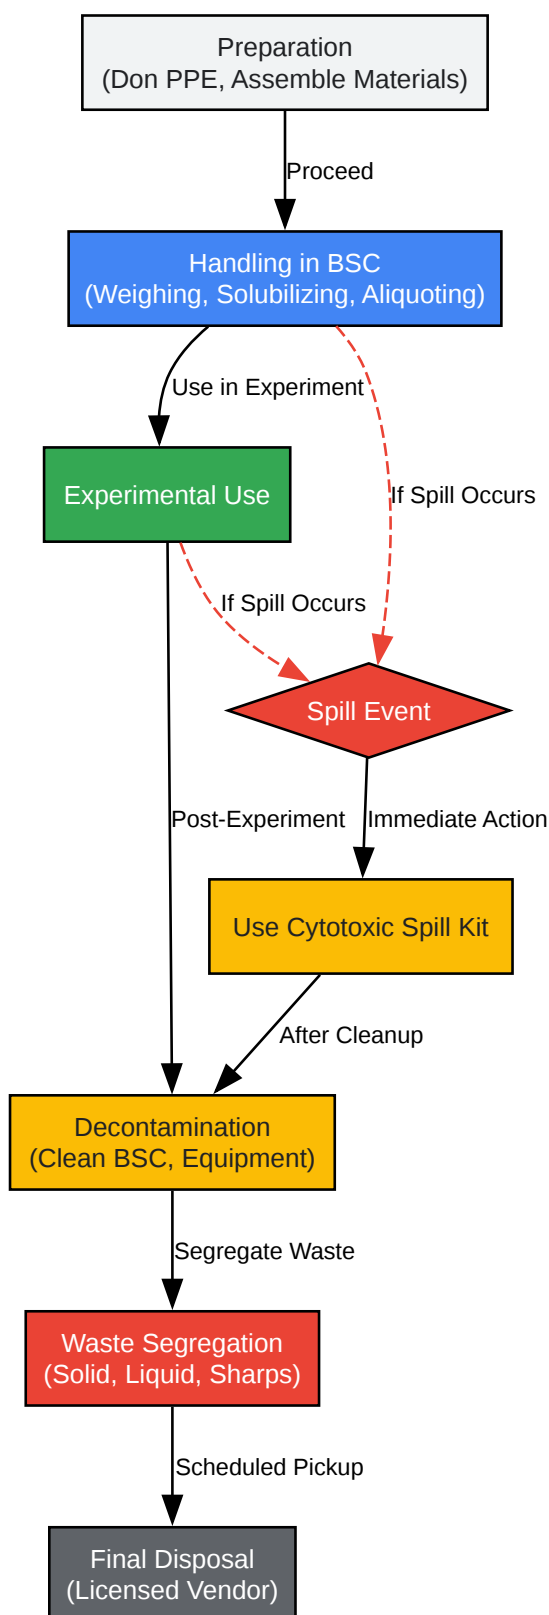 Preparation
(Don PPE, Assemble Materials)
Proceed
Handling in BSC
(Weighing, Solubilizing, Aliquoting)
Use in Experiment
If Spill Occurs
Experimental Use
If Spill Occurs
Spill Event
Post-Experiment
Immediate Action
Use Cytotoxic Spill Kit
After Cleanup
Decontamination
(Clean BSC, Equipment)
Segregate Waste
Waste Segregation
(Solid, Liquid, Sharps)
Scheduled Pickup
Final Disposal
(Licensed Vendor)